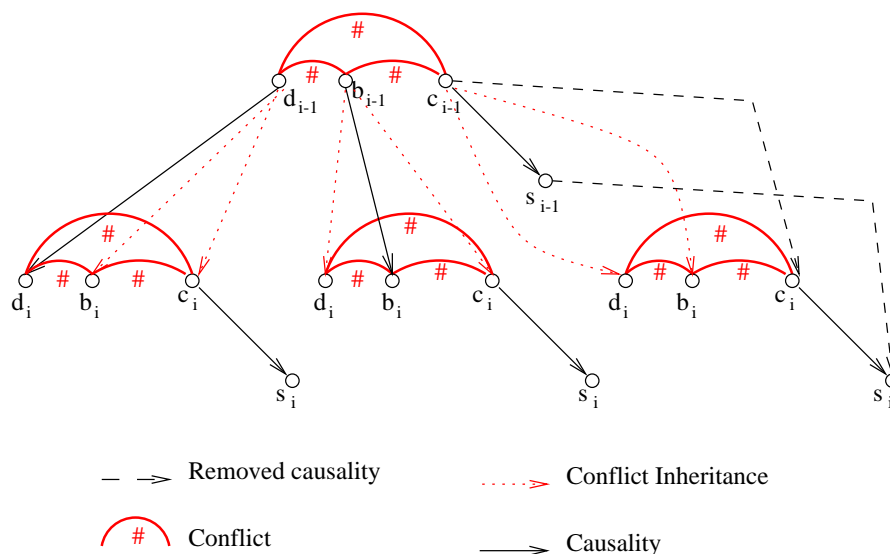 #
# #
d i-1 b i-1 c i-1
s i-1
# # #
# # # # # #
d i b i c i d i b i c i d i b i c i
s i s i s i
Removed causality Conflict Inheritance
# Conflict Causality